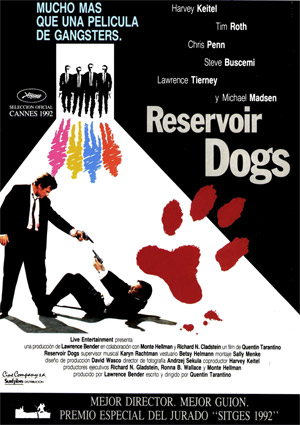 MUCHO MAS
QUE UNA PELICULA
DE GANGSTERS.
Harvey Keitel
Tim Roth
Chris Penn
Steve Buscemi
Lawrence Tierney
y Michael Madsen
SELECCION OFICIAL
CANNES 1992
Reservoir
Dogs
Live Entertainment presenta
una producción de Lawrence Bender en colaboración con Monte Hellman y Richard N. Gladstein un film de Quentin Tarantino
Reservoir Dogs supervisor musical Karyn Rachtman vestuario Betsy Heimann montaje Sally Menke
diseño de producción David Wasco director de fotografía Andrzej Sekula coproductor Harvey Keitel
productores ejecutivos Richard N. Gladstein, Ronna B. Wallace y Monte Hellman
producido por Lawrence Bender escrito y dirigido por Quentin Tarantino
Cine Company, s.a.
DISTRIBUCION
MEJOR DIRECTOR. MEJOR GUION.
PREMIO ESPECIAL DEL JURADO "SITGES 1992"